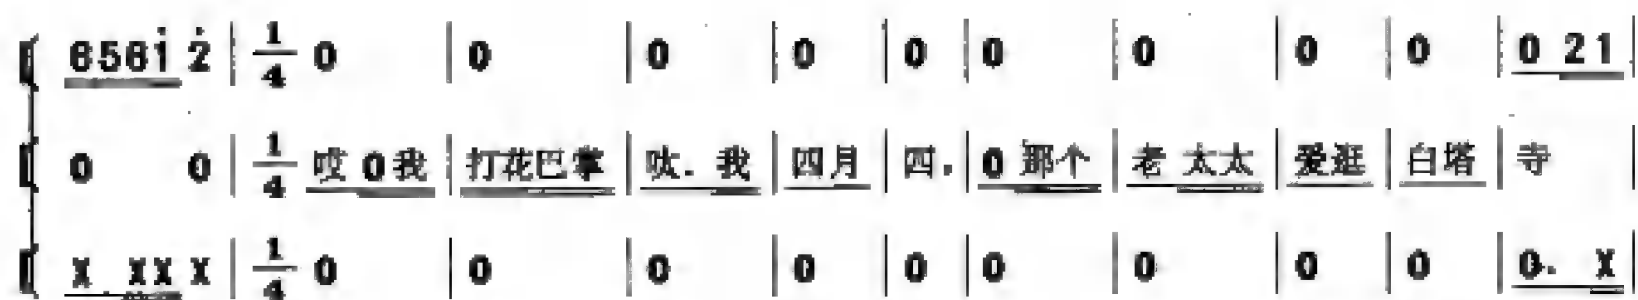 6561̇ 2̇ | 1/4 0 | 0 | 0 | 0 | 0 | 0 | 0 | 0 | 0 | 0 21 |
0 0 | 1/4 哎 0我 | 打花巴掌 | 呔. 我 | 四月 | 四. | 0 那个 | 老 太太 | 爱逛 | 白塔 | 寺 |
X XX X | 1/4 0 | 0 | 0 | 0 | 0 | 0 | 0 | 0 | 0 | 0. X |